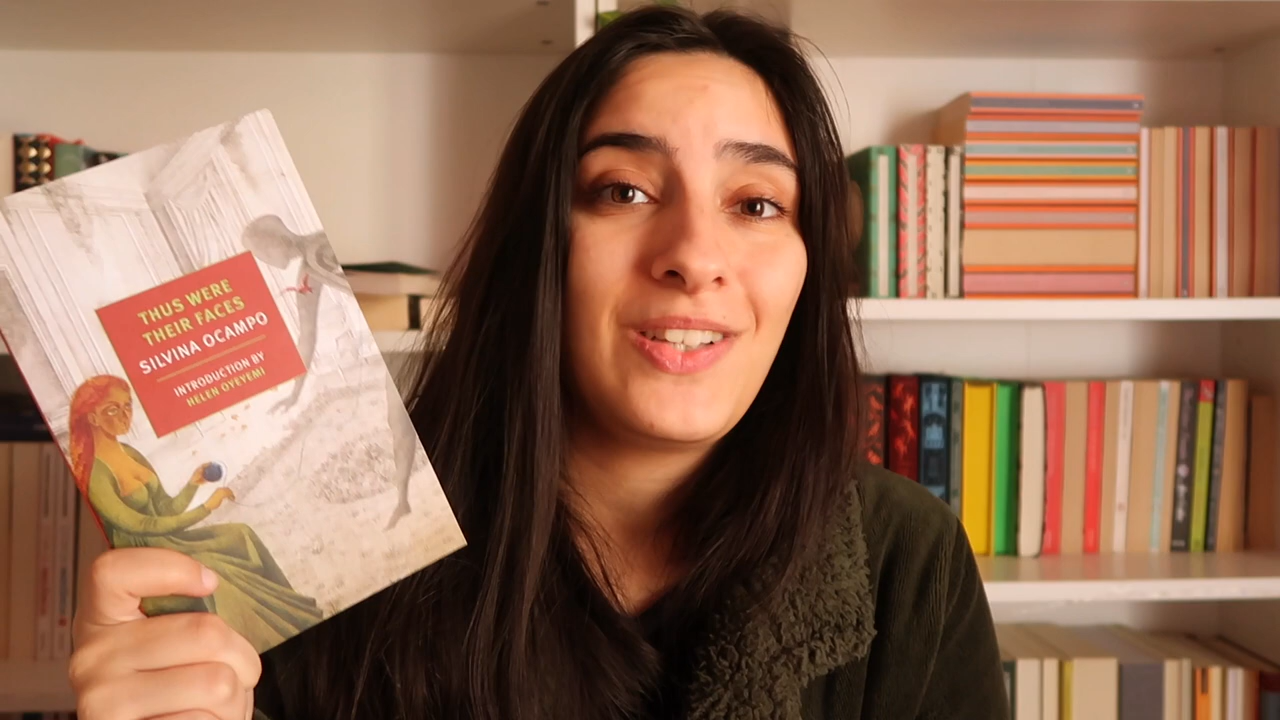 THUS WERE
THEIR FACES
SILVINA OCAMPO
INTRODUCTION BY
HELEN OYEYEMI